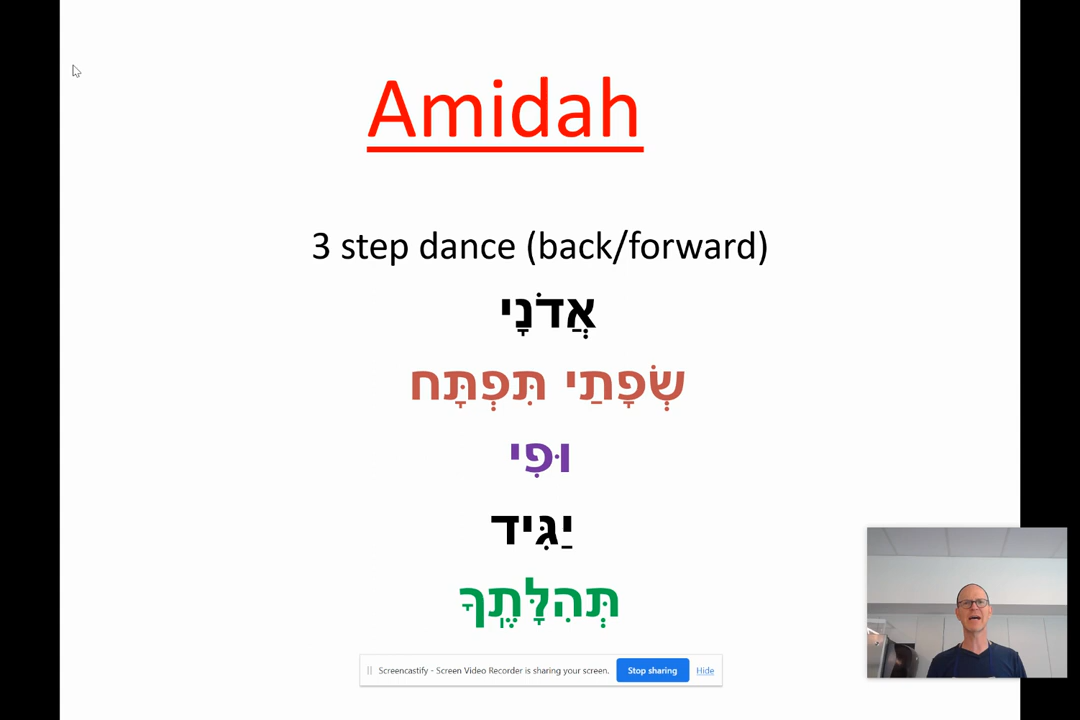 Amidah
3 step dance (back/forward)
אֲדֹנָי
שְׂפָתַי תִּפְתָּח
וּפִי
יַגִּיד
תְּהִלָּתֶֽךָ
Screencastify - Screen Video Recorder is sharing your screen. Stop sharing Hide